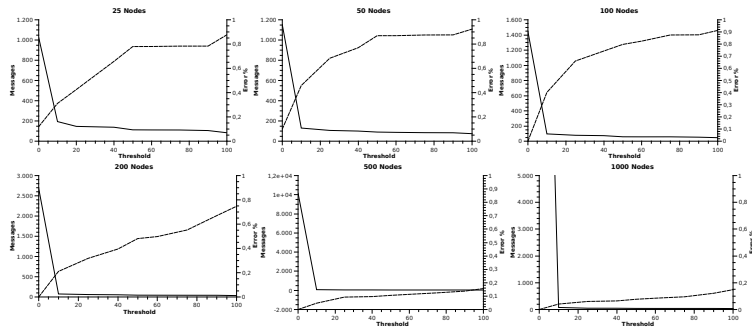 25 Nodes
1.200
1.000
800
600
400
200
0
Messages
1
0,8
0,6
0,4
0,2
0
Error %
0 20 40 60 80 100
Threshold
50 Nodes
1.200
1.000
800
600
400
200
0
Messages
1
0,8
0,6
0,4
0,2
0
Error %
0 20 40 60 80 100
Threshold
100 Nodes
1.600
1.400
1.200
1.000
800
600
400
200
0
Messages
1
0,9
0,8
0,7
0,6
0,5
0,4
0,3
0,2
0,1
0
Error %
0 20 40 60 80 100
Threshold
200 Nodes
3.000
2.500
2.000
1.500
1.000
500
0
Messages
1
0,8
0,6
0,4
0,2
0
Error %
0 20 40 60 80 100
Threshold
500 Nodes
1.2e+04
1e+04
8.000
6.000
4.000
2.000
0
-2.000
Messages
1
0,9
0,8
0,7
0,6
0,5
0,4
0,3
0,2
0,1
0
Error %
0 20 40 60 80 100
Threshold
1000 Nodes
5.000
4.000
3.000
2.000
1.000
0
Messages
1
0,8
0,6
0,4
0,2
0
Error %
0 20 40 60 80 100
Threshold